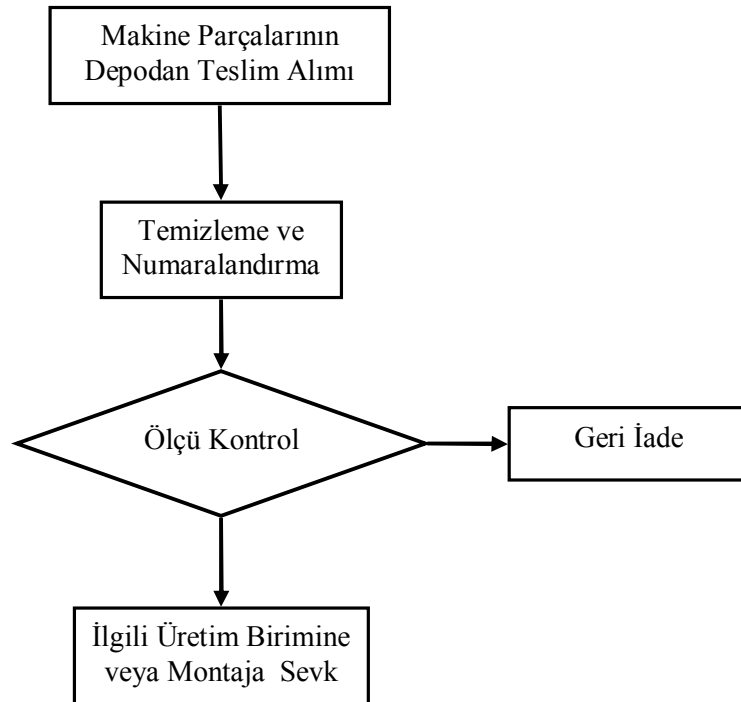 Makine Parçalarının
Depodan Teslim Alımı
Temizleme ve
Numaralandırma
Ölçü Kontrol
Geri İade
İlgili Üretim Birimine
veya Montaja Sevk